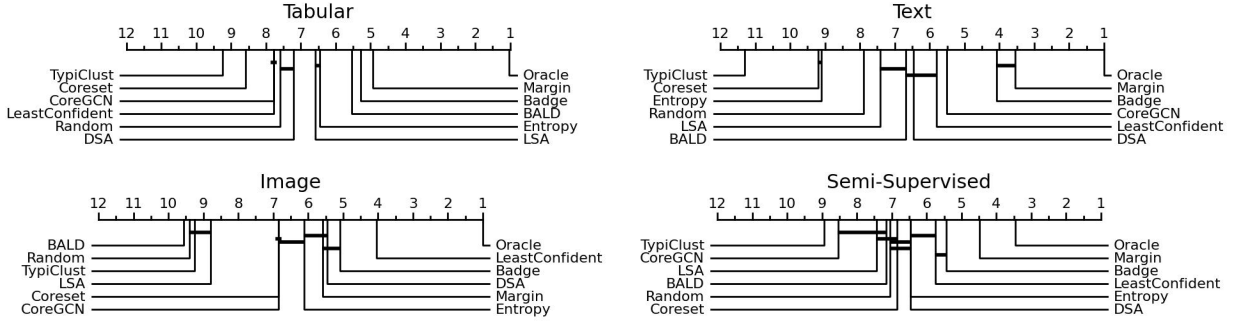 Tabular
12 11 10 9 8 7 6 5 4 3 2 1
TypiClust Oracle
Coreset Margin
CoreGCN Badge
LeastConfident BALD
Random Entropy
DSA LSA
Text
12 11 10 9 8 7 6 5 4 3 2 1
TypiClust Oracle
Coreset Margin
Entropy Badge
Random CoreGCN
LSA LeastConfident
BALD DSA
Image
12 11 10 9 8 7 6 5 4 3 2 1
BALD Oracle
Random LeastConfident
TypiClust Badge
LSA DSA
Coreset Margin
CoreGCN Entropy
Semi-Supervised
12 11 10 9 8 7 6 5 4 3 2 1
TypiClust Oracle
CoreGCN Margin
LSA Badge
BALD LeastConfident
Random Entropy
Coreset DSA